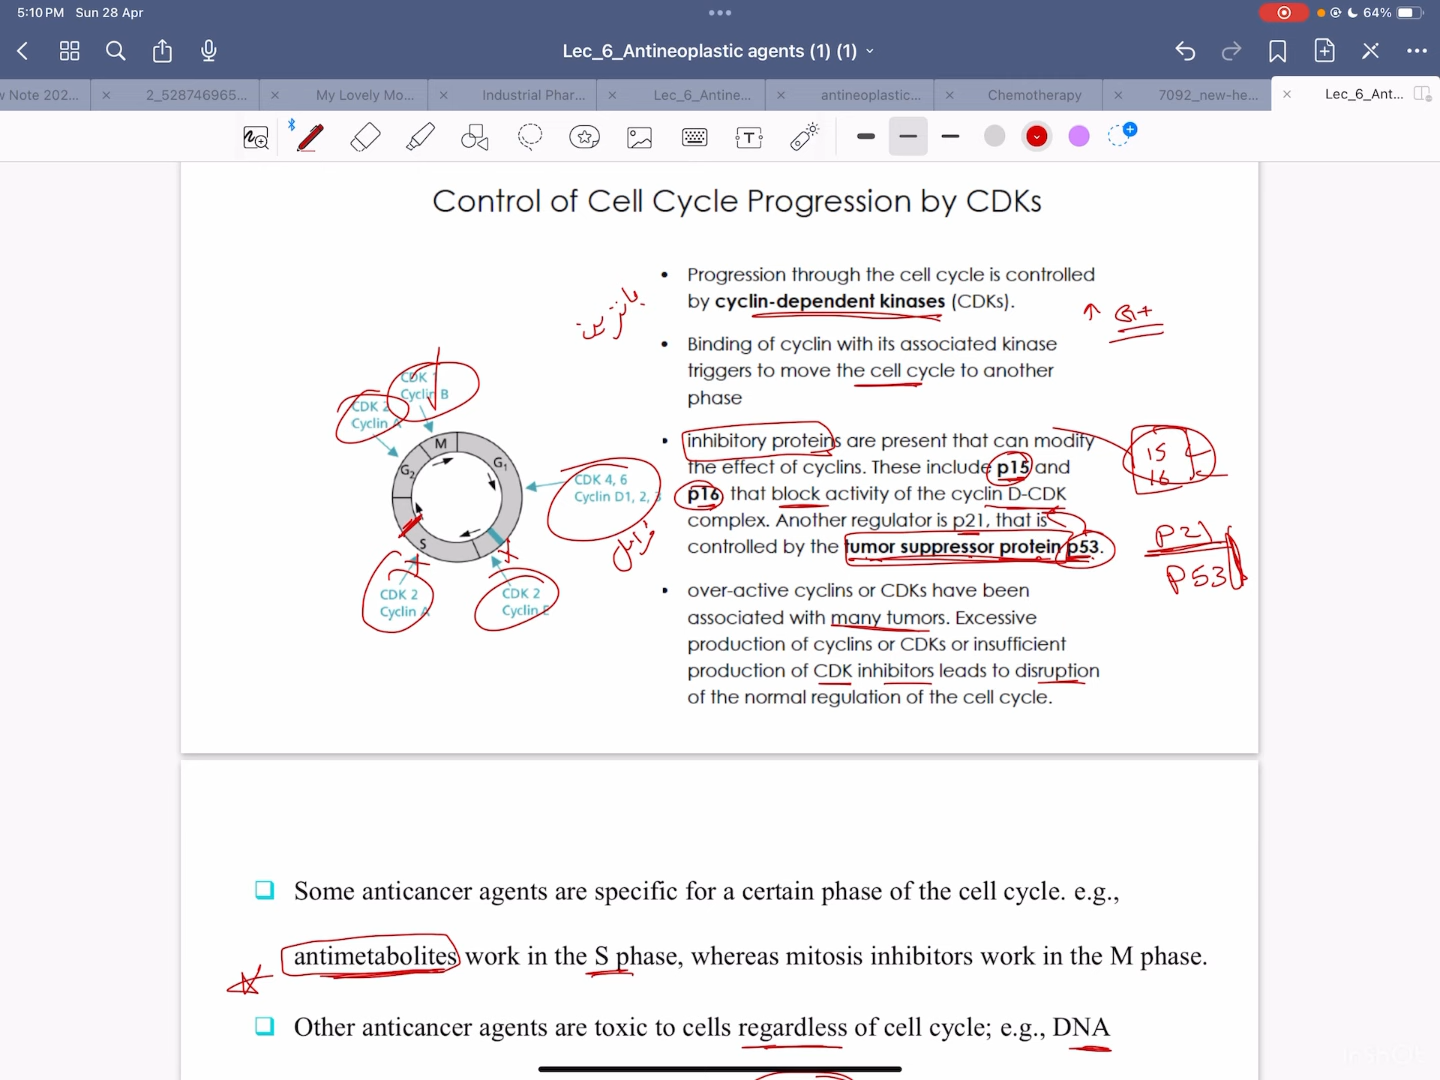 5:10 PM Sun 28 Apr
64%
Lec_6_Antineoplastic agents (1) (1)
w Note 202...
2_528746965...
My Lovely Mo...
Industrial Phar...
Lec_6_Antine...
antineoplastic...
Chemotherapy
7092_new-he...
Lec_6_Ant...
Control of Cell Cycle Progression by CDKs
• Progression through the cell cycle is controlled
by cyclin-dependent kinases (CDKs).
• Binding of cyclin with its associated kinase
triggers to move the cell cycle to another
phase
• inhibitory proteins are present that can modify
the effect of cyclins. These include p15 and
p16 that block activity of the cyclin D-CDK
complex. Another regulator is p21, that is
controlled by the tumor suppressor protein p53.
• over-active cyclins or CDKs have been
associated with many tumors. Excessive
production of cyclins or CDKs or insufficient
production of CDK inhibitors leads to disruption
of the normal regulation of the cell cycle.
CDK 1
Cyclin B
CDK 2
Cyclin A
M
G1
G2
S
CDK 4, 6
Cyclin D1, 2,
CDK 2
Cyclin A
CDK 2
Cyclin E
15
16
P21
P53
❑ Some anticancer agents are specific for a certain phase of the cell cycle. e.g.,
antimetabolites work in the S phase, whereas mitosis inhibitors work in the M phase.
❑ Other anticancer agents are toxic to cells regardless of cell cycle; e.g., DNA